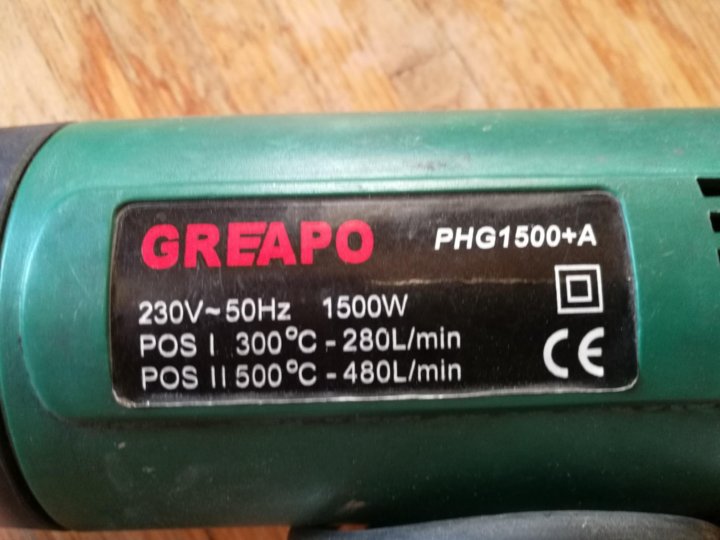 GREAPO PHG1500+A
230V~50Hz 1500W
POS I 300°C - 280L/min
POS II 500°C - 480L/min
CE